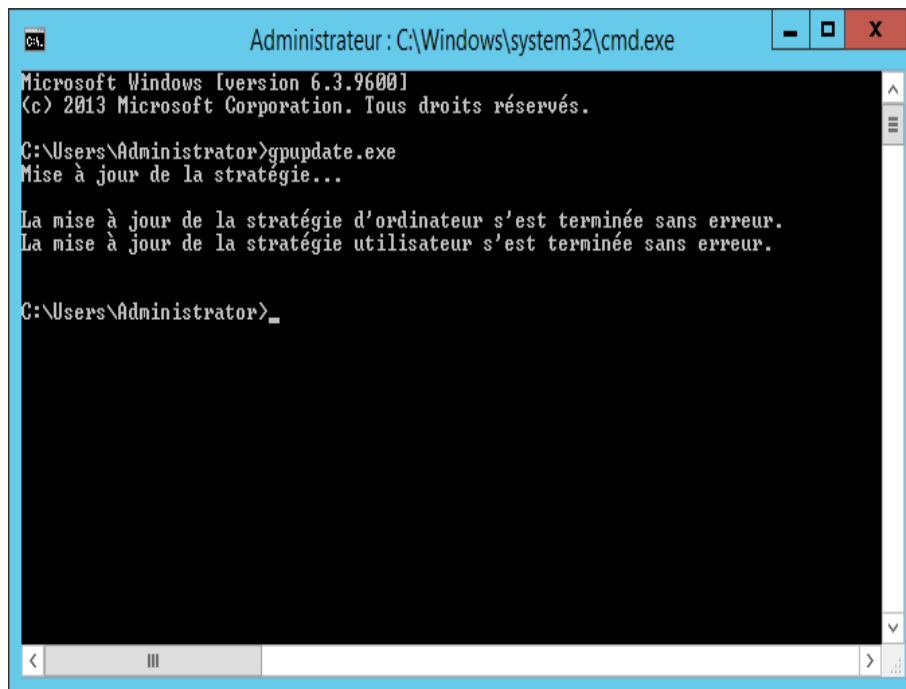 Administrateur : C:\Windows\system32\cmd.exe
Microsoft Windows [version 6.3.9600]
(c) 2013 Microsoft Corporation. Tous droits réservés.
C:\Users\Administrator>gpupdate.exe
Mise à jour de la stratégie...
La mise à jour de la stratégie d'ordinateur s'est terminée sans erreur.
La mise à jour de la stratégie utilisateur s'est terminée sans erreur.
C:\Users\Administrator>_